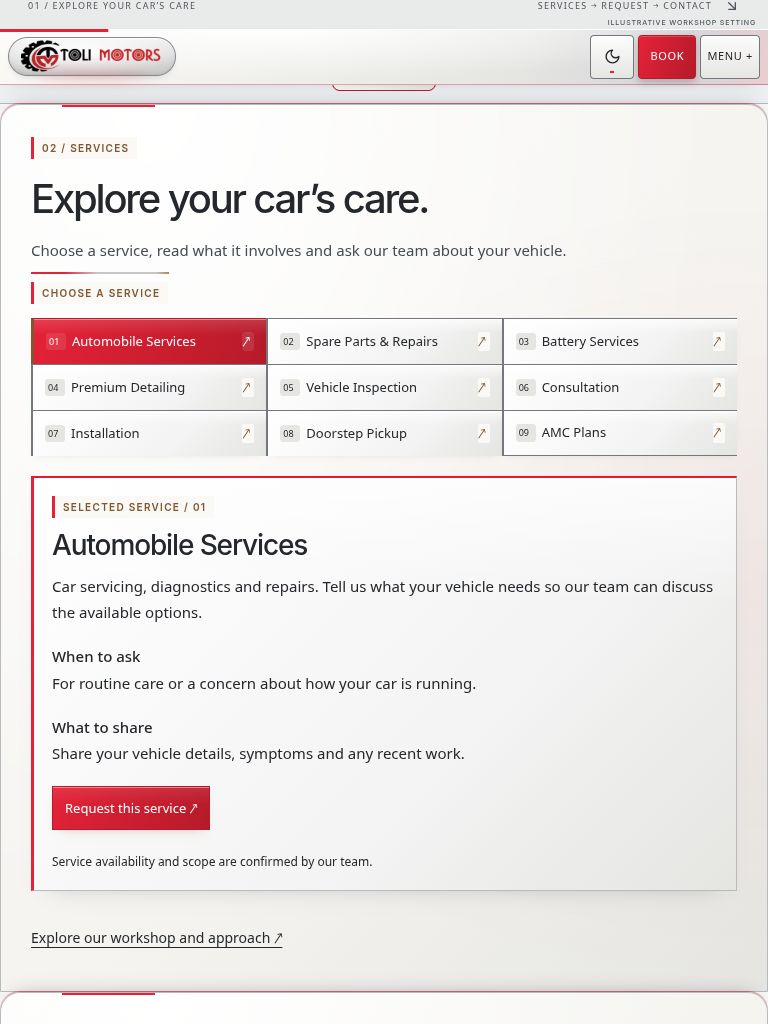 01 / EXPLORE YOUR CAR’S CARE
SERVICES → REQUEST → CONTACT ↘
ILLUSTRATIVE WORKSHOP SETTING
TOLI MOTORS
BOOK
MENU +
02 / SERVICES
Explore your car’s care.
Choose a service, read what it involves and ask our team about your vehicle.
CHOOSE A SERVICE
01 Automobile Services ↗
02 Spare Parts & Repairs ↗
03 Battery Services ↗
04 Premium Detailing ↗
05 Vehicle Inspection ↗
06 Consultation ↗
07 Installation ↗
08 Doorstep Pickup ↗
09 AMC Plans ↗
SELECTED SERVICE / 01
Automobile Services
Car servicing, diagnostics and repairs. Tell us what your vehicle needs so our team can discuss
the available options.
When to ask
For routine care or a concern about how your car is running.
What to share
Share your vehicle details, symptoms and any recent work.
Request this service ↗
Service availability and scope are confirmed by our team.
Explore our workshop and approach ↗